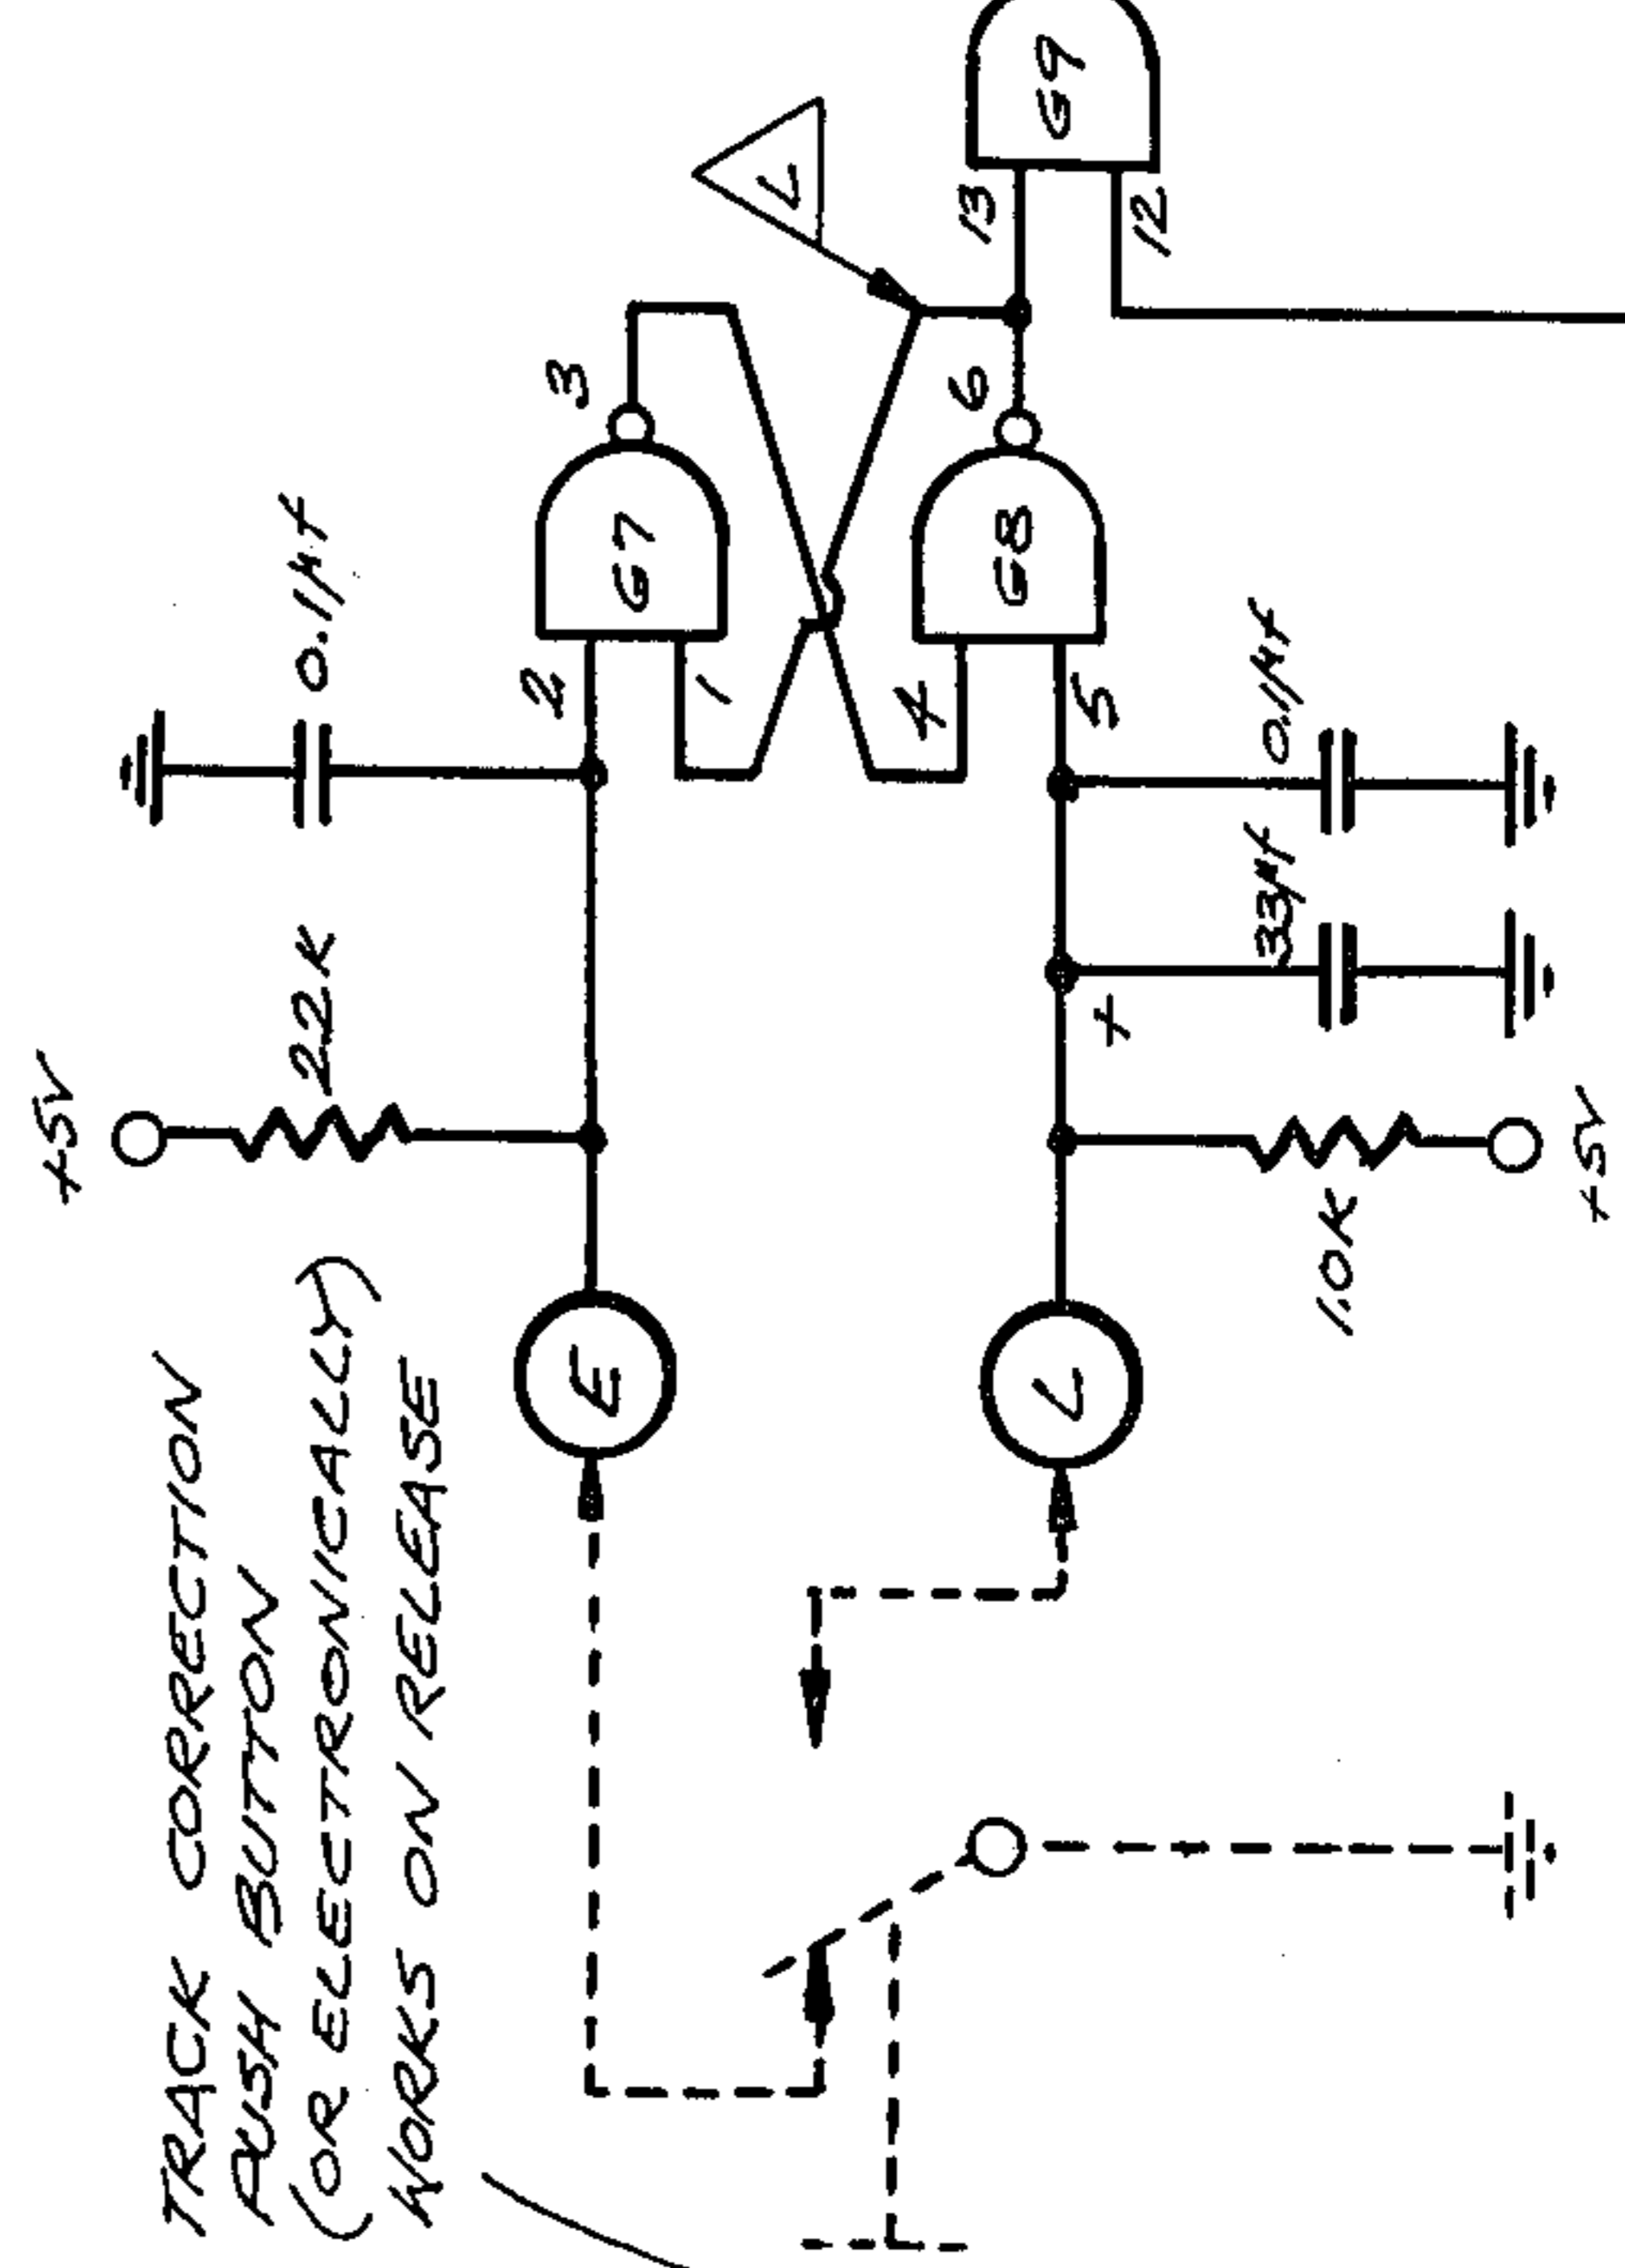 +5V
TRACK CORRECTION
PUSH BUTTON
(OR ELECTRONICALLY)
WORKS ON RELEASE
22K
0.1µf
E
2
1
G7
3
L
L
+
4
5
G8
6
13
12
G9
1.0K
33µf
0.1µf
+5V